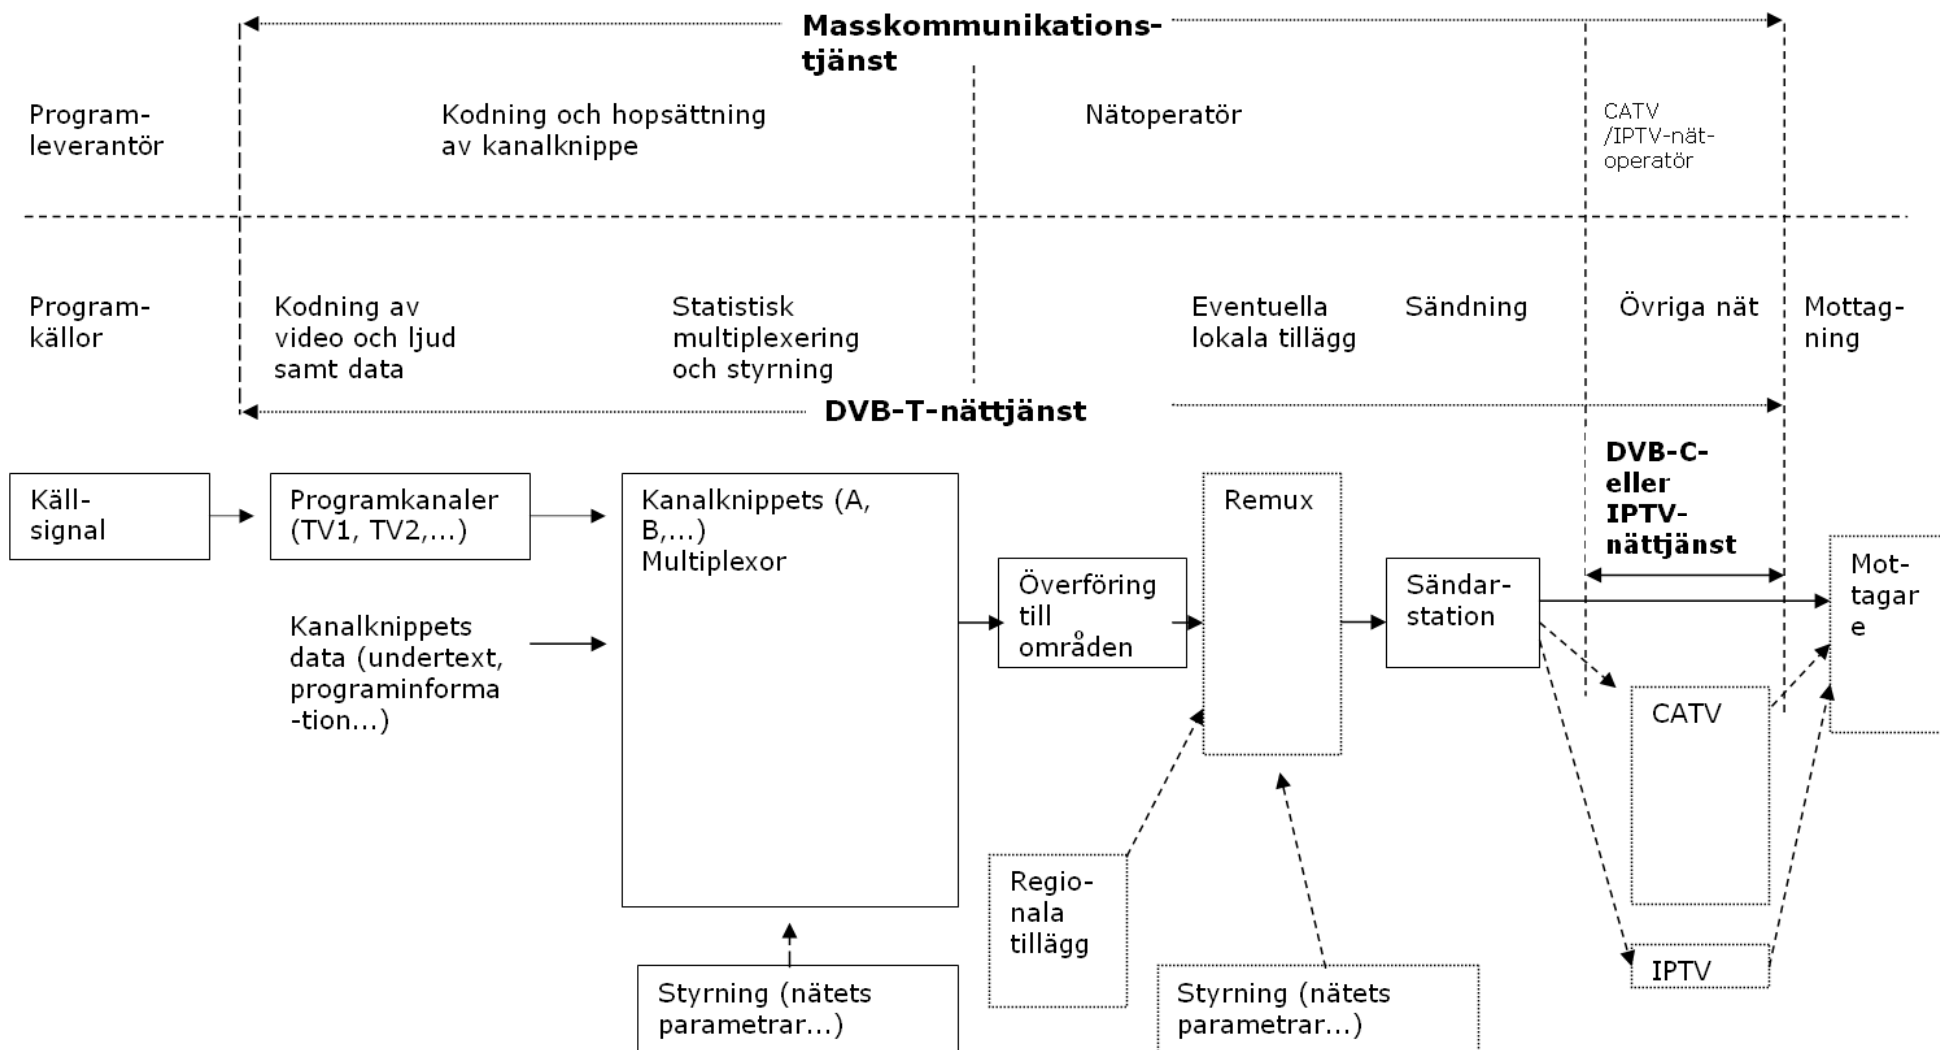 Masskommunikations-
tjänst
Program-
leverantör
Kodning och hopsättning
av kanalknippe
Nätoperatör
CATV
/IPTV-nät-
operatör
Program-
källor
Kodning av
video och ljud
samt data
Statistisk
multiplexering
och styrning
Eventuella
lokala tillägg
Sändning
Övriga nät
Mottag-
ning
DVB-T-nättjänst
DVB-C-
eller
IPTV-
nättjänst
Käll-
signal
Programkanaler
(TV1, TV2,...)
Kanalknippets
data (undertext,
programinforma
-tion...)
Kanalknippets (A,
B,...)
Multiplexor
Överföring
till
områden
Remux
Sändar-
station
Mot-
tagar
e
CATV
Regio-
nala
tillägg
IPTV
Styrning (nätets
parametrar...)
Styrning (nätets
parametrar...)